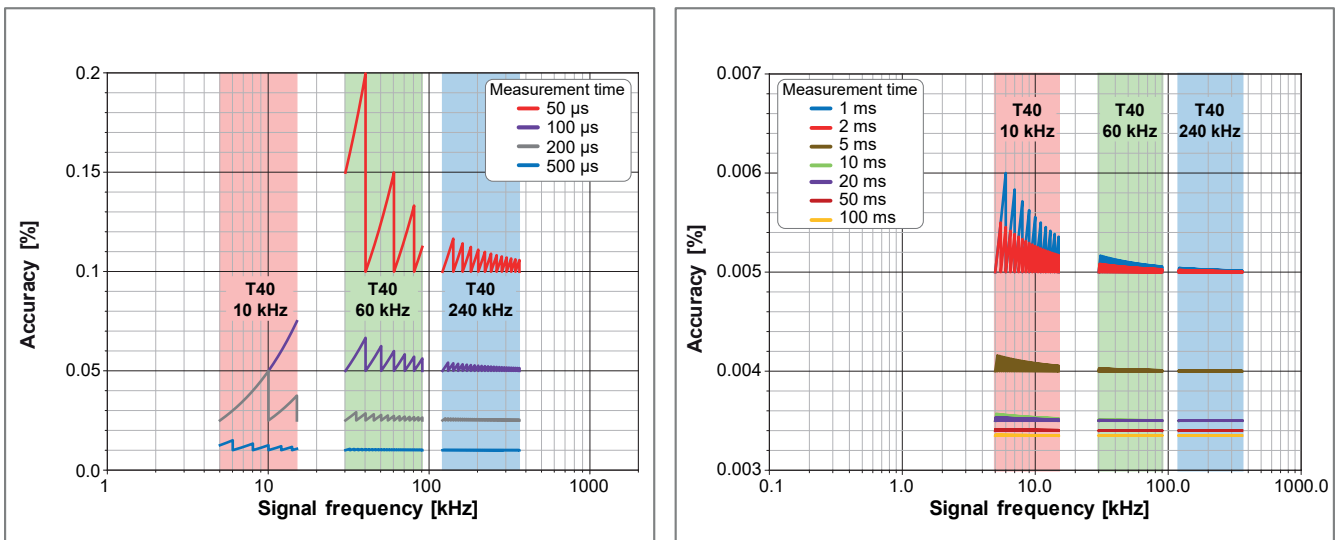 Accuracy [%]
0.2
0.15
0.1
0.05
0.0
Measurement time
50 µs
100 µs
200 µs
500 µs
T40
10 kHz
T40
60 kHz
T40
240 kHz
1
10
100
1000
Signal frequency [kHz]
Accuracy [%]
0.007
0.006
0.005
0.004
0.003
Measurement time
1 ms
2 ms
5 ms
10 ms
20 ms
50 ms
100 ms
T40
10 kHz
T40
60 kHz
T40
240 kHz
0.1
1.0
10.0
100.0
1000.0
Signal frequency [kHz]